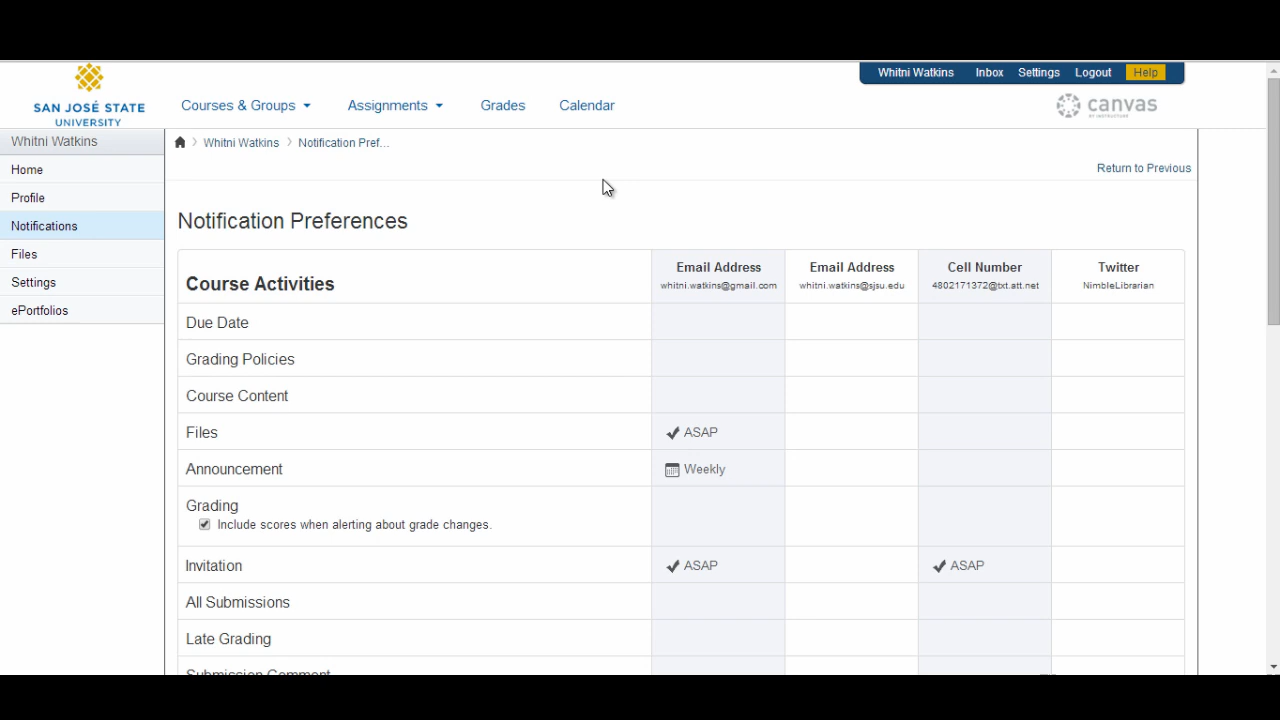 Whitni Watkins Inbox Settings Logout Help
SAN JOSÉ STATE
UNIVERSITY
Courses & Groups Assignments Grades Calendar
canvas
BY INSTRUCTURE
Whitni Watkins
Home
Profile
Notifications
Files
Settings
ePortfolios
Whitni Watkins Notification Pref...
Return to Previous
Notification Preferences
Course Activities
Email Address
whitni.watkins@gmail.com
Email Address
whitni.watkins@sjsu.edu
Cell Number
4802171372@txt.att.net
Twitter
NimbleLibrarian
Due Date
Grading Policies
Course Content
Files ASAP
Announcement Weekly
Grading
Include scores when alerting about grade changes.
Invitation ASAP ASAP
All Submissions
Late Grading
Submission Comment